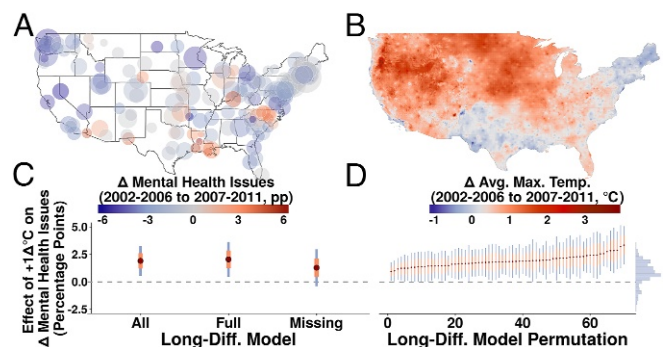 A
B
C
Δ Mental Health Issues
(2002-2006 to 2007-2011, pp)
-6 -3 0 3 6
D
Δ Avg. Max. Temp.
(2002-2006 to 2007-2011, °C)
-1 0 1 2 3
Effect of +1Δ°C on
Δ Mental Health Issues
(Percentage Points)
5.0
2.5
0.0
-2.5
All Full Missing
Long-Diff. Model
0 20 40 60
Long-Diff. Model Permutation